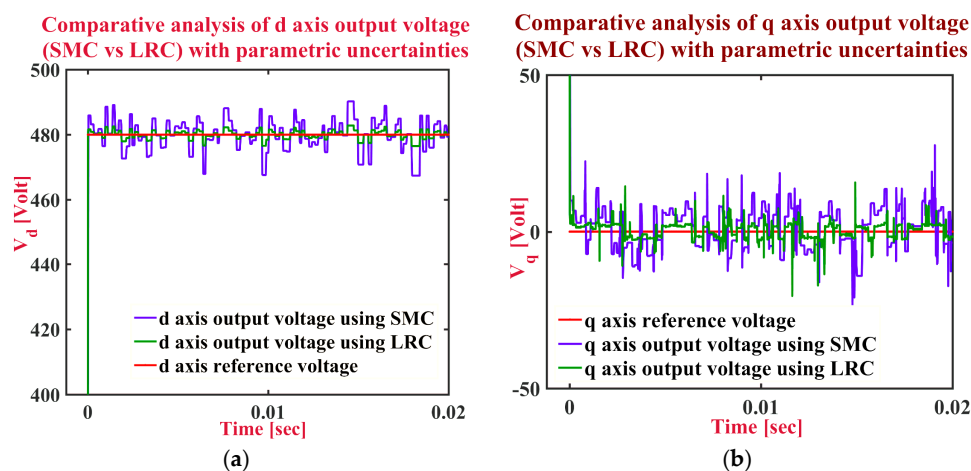 Comparative analysis of d axis output voltage
(SMC vs LRC) with parametric uncertainties
500
480
460
440
420
400
V_d [Volt]
d axis output voltage using SMC
d axis output voltage using LRC
d axis reference voltage
0
0.01
0.02
Time [sec]
(a)
Comparative analysis of q axis output voltage
(SMC vs LRC) with parametric uncertainties
50
0
-50
V_q [Volt]
q axis reference voltage
q axis output voltage using SMC
q axis output voltage using LRC
0
0.01
0.02
Time [sec]
(b)